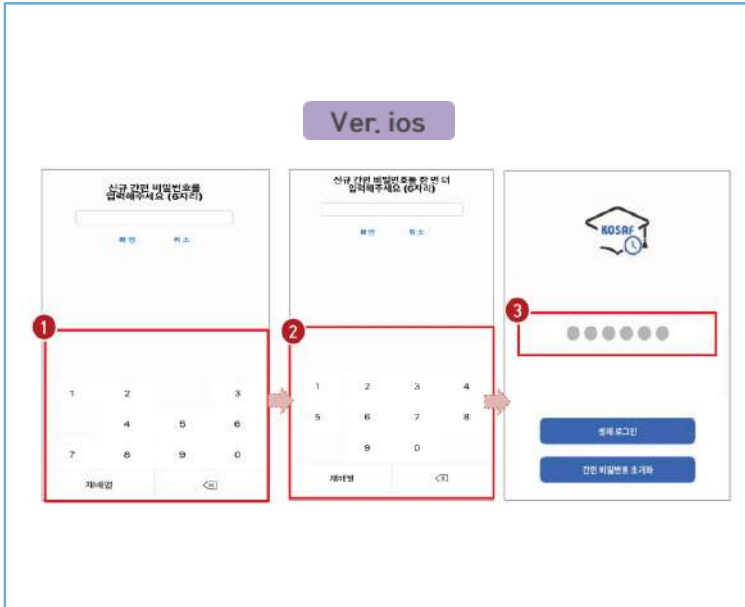 Ver. ios
신규 간편 비밀번호를
입력해주세요 (6자리)
확인 취소
1
1 2 3
4 5 6
7 8 9 0
재배열
신규 간편 비밀번호를 한 번 더
입력해주세요 (6자리)
확인 취소
2
1 2 3 4
5 6 7 8
9 0
재배열
KOSAF
3
생체 로그인
간편 비밀번호 초기화